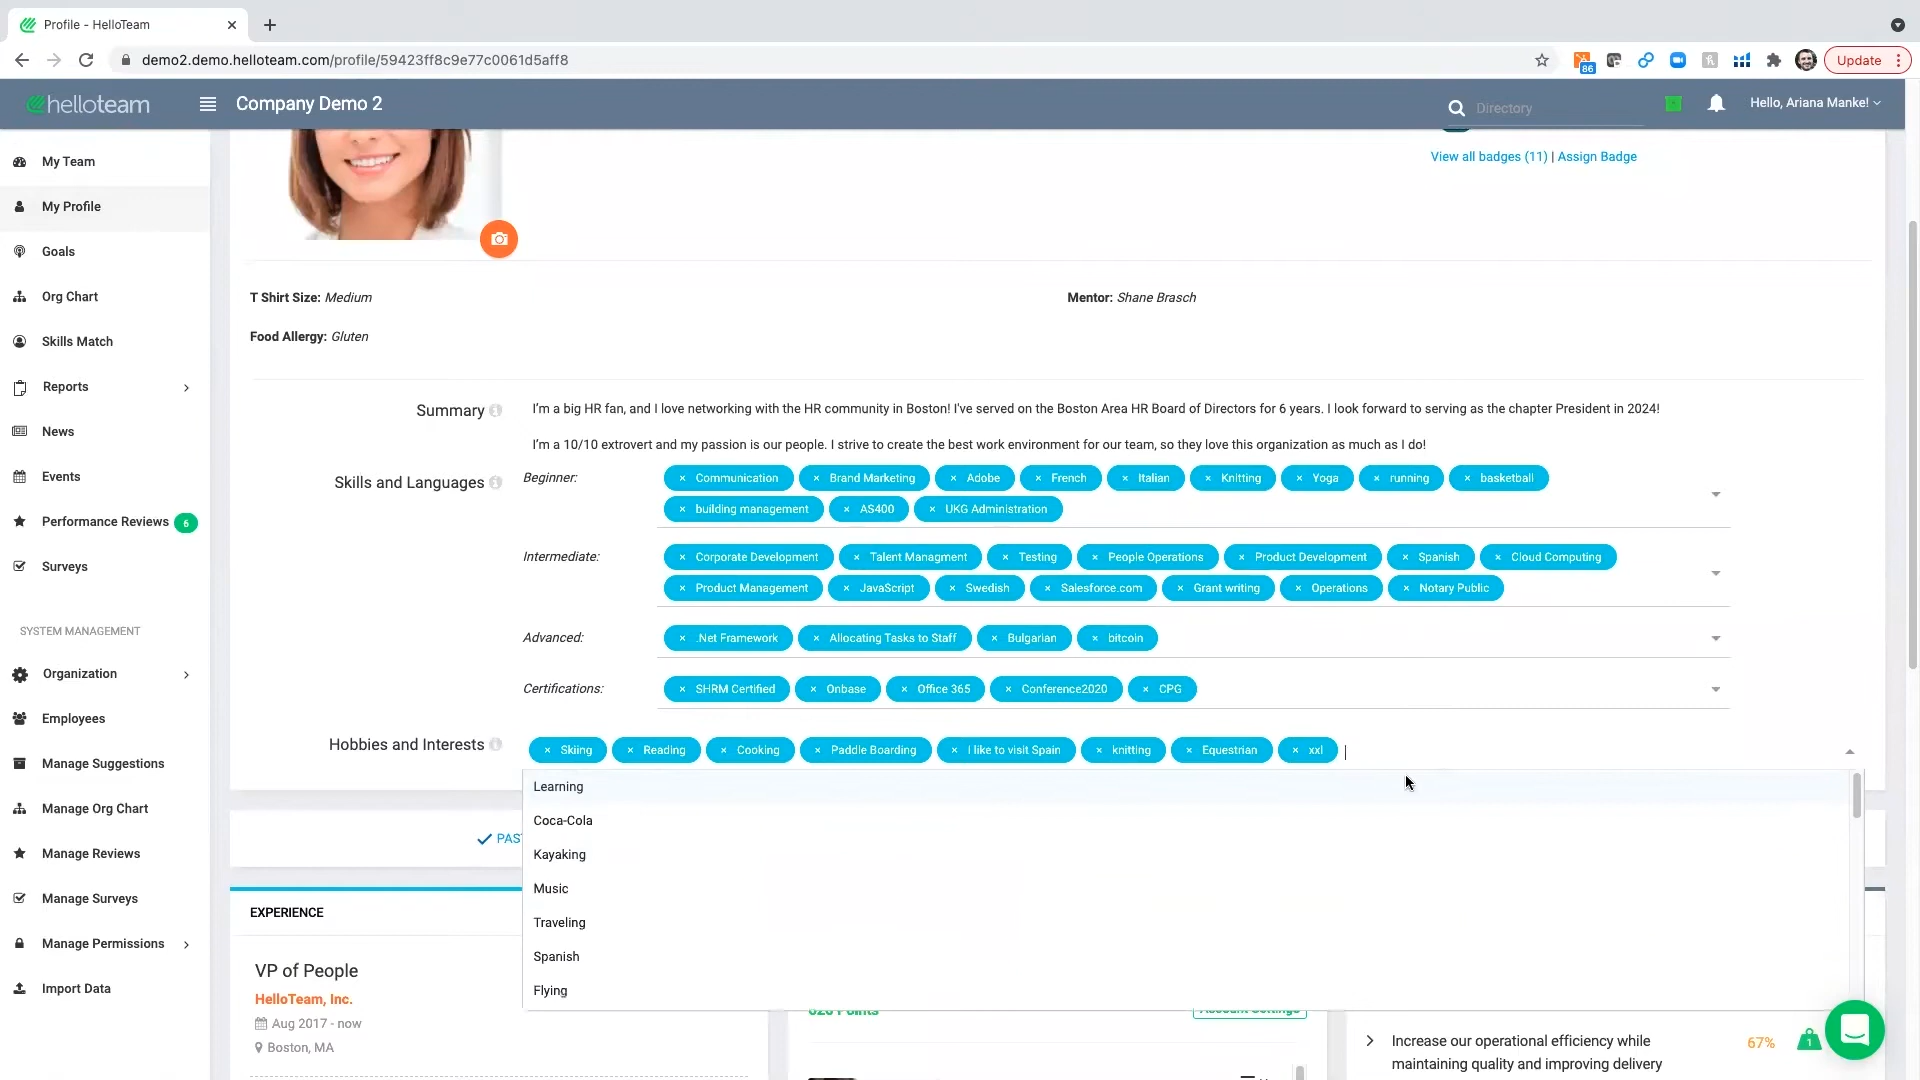 Profile - HelloTeam
demo2.demo.helloteam.com/profile/59423ff8c9e77c0061d5aff8
86
Update
helloteam
Company Demo 2
Directory
Hello, Ariana Manke!
View all badges (11) | Assign Badge
My Team
My Profile
Goals
Org Chart
Skills Match
Reports
News
Events
Performance Reviews 6
Surveys
SYSTEM MANAGEMENT
Organization
Employees
Manage Suggestions
Manage Org Chart
Manage Reviews
Manage Surveys
Manage Permissions
Import Data
T Shirt Size: Medium
Mentor: Shane Brasch
Food Allergy: Gluten
Summary
I'm a big HR fan, and I love networking with the HR community in Boston! I've served on the Boston Area HR Board of Directors for 6 years. I look forward to serving as the chapter President in 2024!
I'm a 10/10 extrovert and my passion is our people. I strive to create the best work environment for our team, so they love this organization as much as I do!
Skills and Languages
Beginner:
× Communication × Brand Marketing × Adobe × French × Italian × Knitting × Yoga × running × basketball
× building management × AS400 × UKG Administration
Intermediate:
× Corporate Development × Talent Managment × Testing × People Operations × Product Development × Spanish × Cloud Computing
× Product Management × JavaScript × Swedish × Salesforce.com × Grant writing × Operations × Notary Public
Advanced:
× .Net Framework × Allocating Tasks to Staff × Bulgarian × bitcoin
Certifications:
× SHRM Certified × Onbase × Office 365 × Conference2020 × CPG
Hobbies and Interests
× Skiing × Reading × Cooking × Paddle Boarding × I like to visit Spain × knitting × Equestrian × xxl
Learning
Coca-Cola
Kayaking
Music
Traveling
Spanish
Flying
EXPERIENCE
VP of People
HelloTeam, Inc.
Aug 2017 - now
Boston, MA
Increase our operational efficiency while
maintaining quality and improving delivery
67%
1